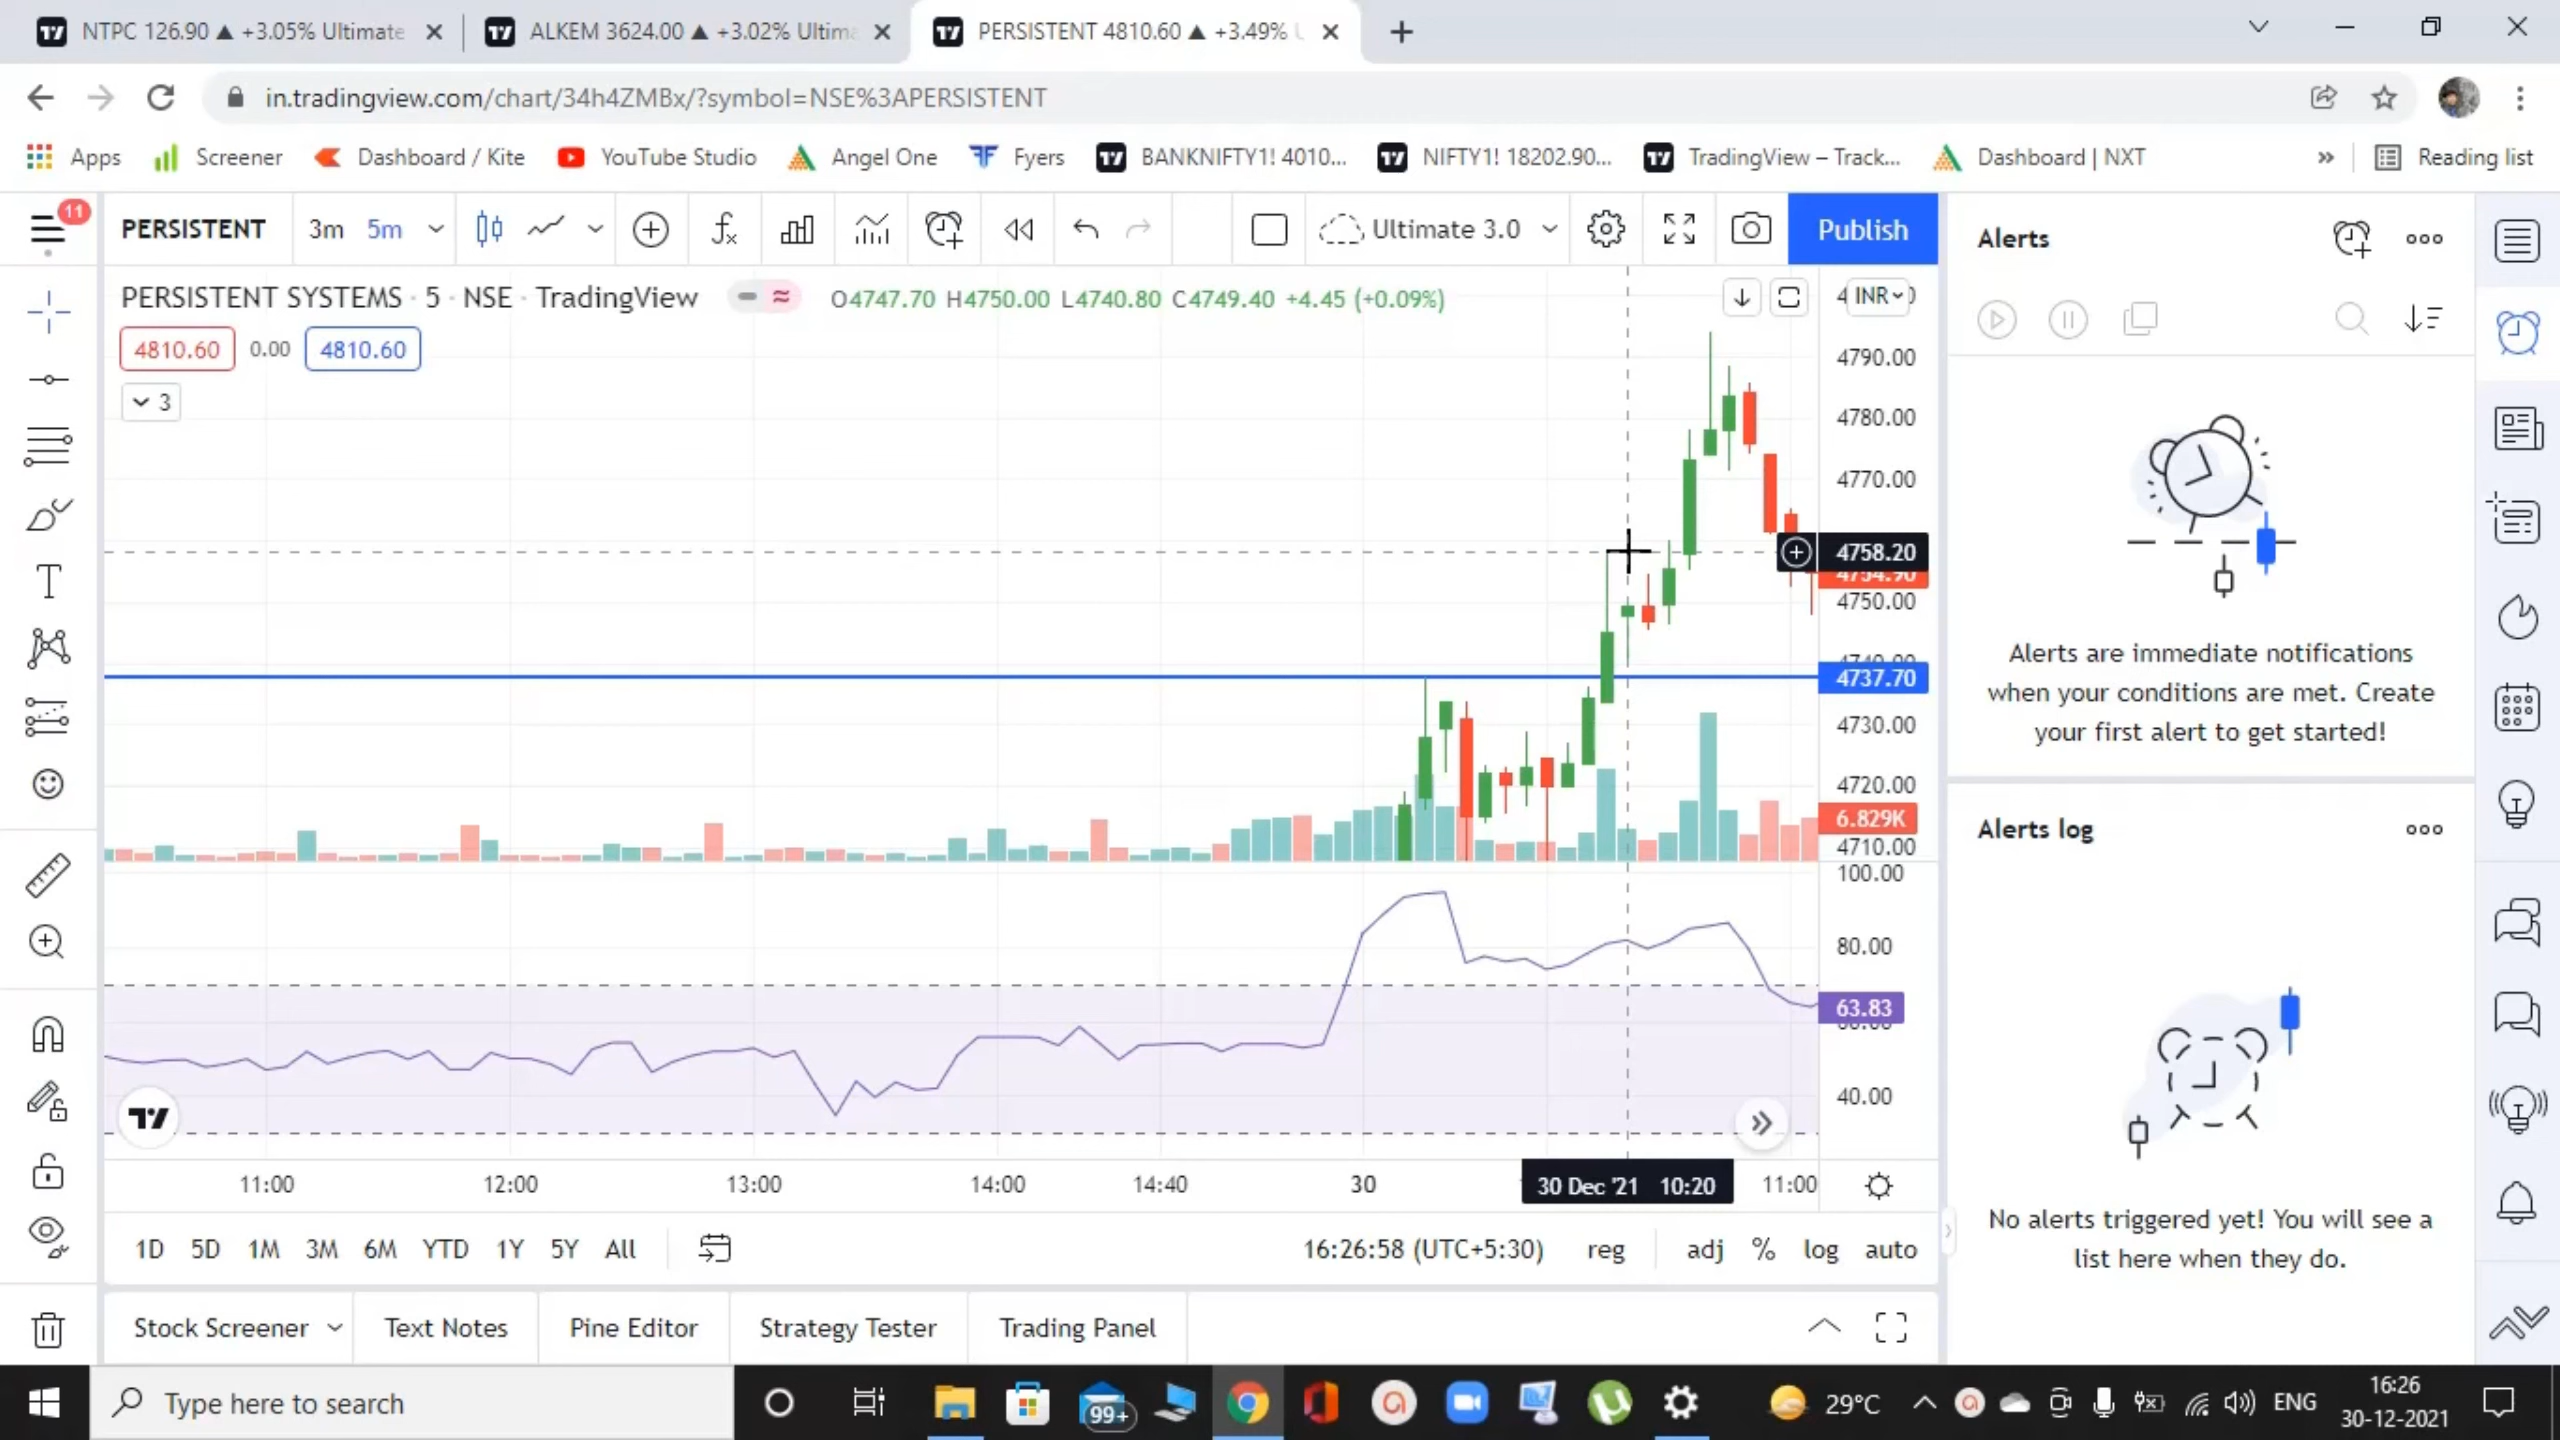 NTPC 126.90 ▲ +3.05% Ultimate
ALKEM 3624.00 ▲ +3.02% Ultim
PERSISTENT 4810.60 ▲ +3.49% U
in.tradingview.com/chart/34h4ZMBx/?symbol=NSE%3APERSISTENT
Apps
Screener
Dashboard / Kite
YouTube Studio
Angel One
Fyers
BANKNIFTY1! 4010...
NIFTY1! 18202.90...
TradingView – Track...
Dashboard | NXT
Reading list
11
PERSISTENT
3m
5m
Ultimate 3.0
Publish
PERSISTENT SYSTEMS · 5 · NSE · TradingView
O4747.70 H4750.00 L4740.80 C4749.40 +4.45 (+0.09%)
4810.60 0.00 4810.60
3
INR
4790.00
4780.00
4770.00
4758.20
4754.90
4750.00
4740.00
4737.70
4730.00
4720.00
6.829K
4710.00
100.00
80.00
63.83
60.00
40.00
11:00
12:00
13:00
14:00
14:40
30
30 Dec '21 10:20
11:00
1D 5D 1M 3M 6M YTD 1Y 5Y All
16:26:58 (UTC+5:30)
reg
adj % log auto
Stock Screener
Text Notes
Pine Editor
Strategy Tester
Trading Panel
Alerts
Alerts are immediate notifications
when your conditions are met. Create
your first alert to get started!
Alerts log
No alerts triggered yet! You will see a
list here when they do.
Type here to search
99+
29°C
ENG
16:26
30-12-2021